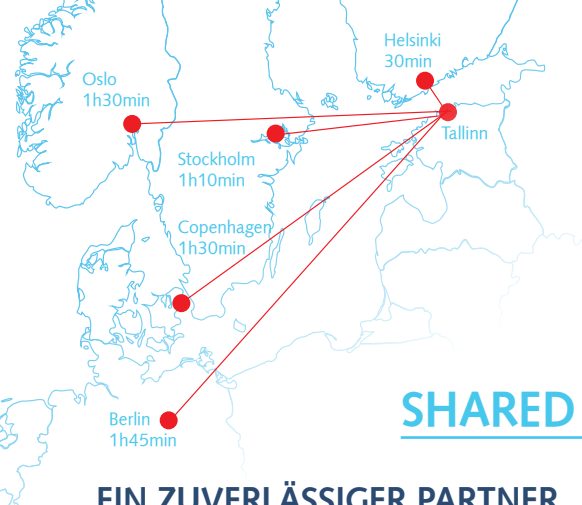 Helsinki
30min
Oslo
1h30min
Tallinn
Stockholm
1h10min
Copenhagen
1h30min
SHARED
Berlin
1h45min
EIN ZUVERLÄSSIGER PARTNER